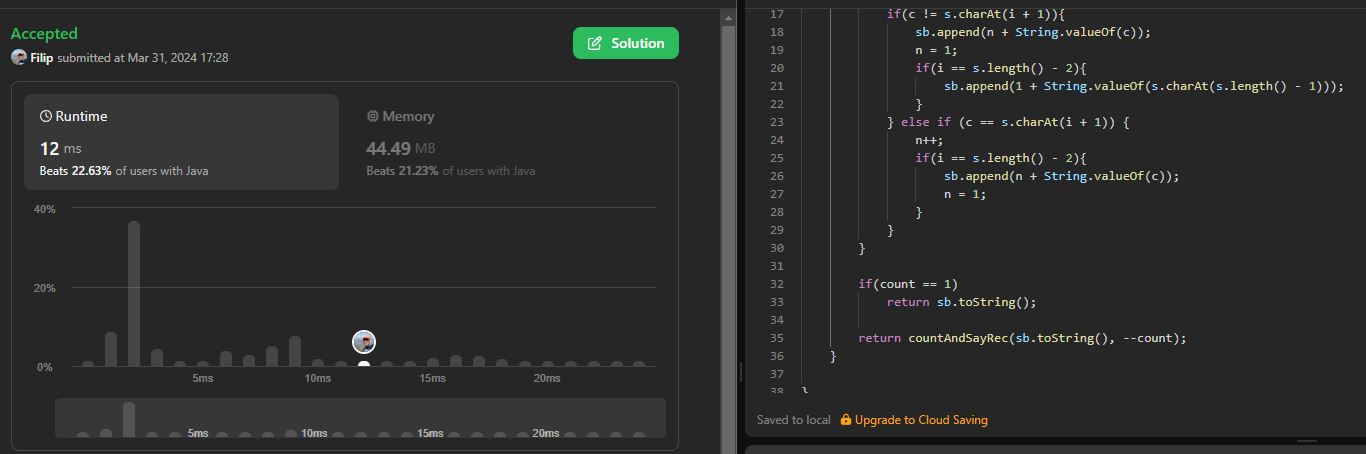 Accepted
Filip submitted at Mar 31, 2024 17:28
Solution
Runtime
12 ms
Beats 22.63% of users with Java
Memory
44.49 MB
Beats 21.23% of users with Java
40%
20%
0%
5ms 10ms 15ms 20ms
5ms 10ms 15ms 20ms
17 if(c != s.charAt(i + 1)){
18 sb.append(n + String.valueOf(c));
19 n = 1;
20 if(i == s.length() - 2){
21 sb.append(1 + String.valueOf(s.charAt(s.length() - 1)));
22 }
23 } else if (c == s.charAt(i + 1)) {
24 n++;
25 if(i == s.length() - 2){
26 sb.append(n + String.valueOf(c));
27 n = 1;
28 }
29 }
30 }
31
32 if(count == 1)
33 return sb.toString();
34
35 return countAndSayRec(sb.toString(), --count);
36 }
37
38 }
Saved to local Upgrade to Cloud Saving